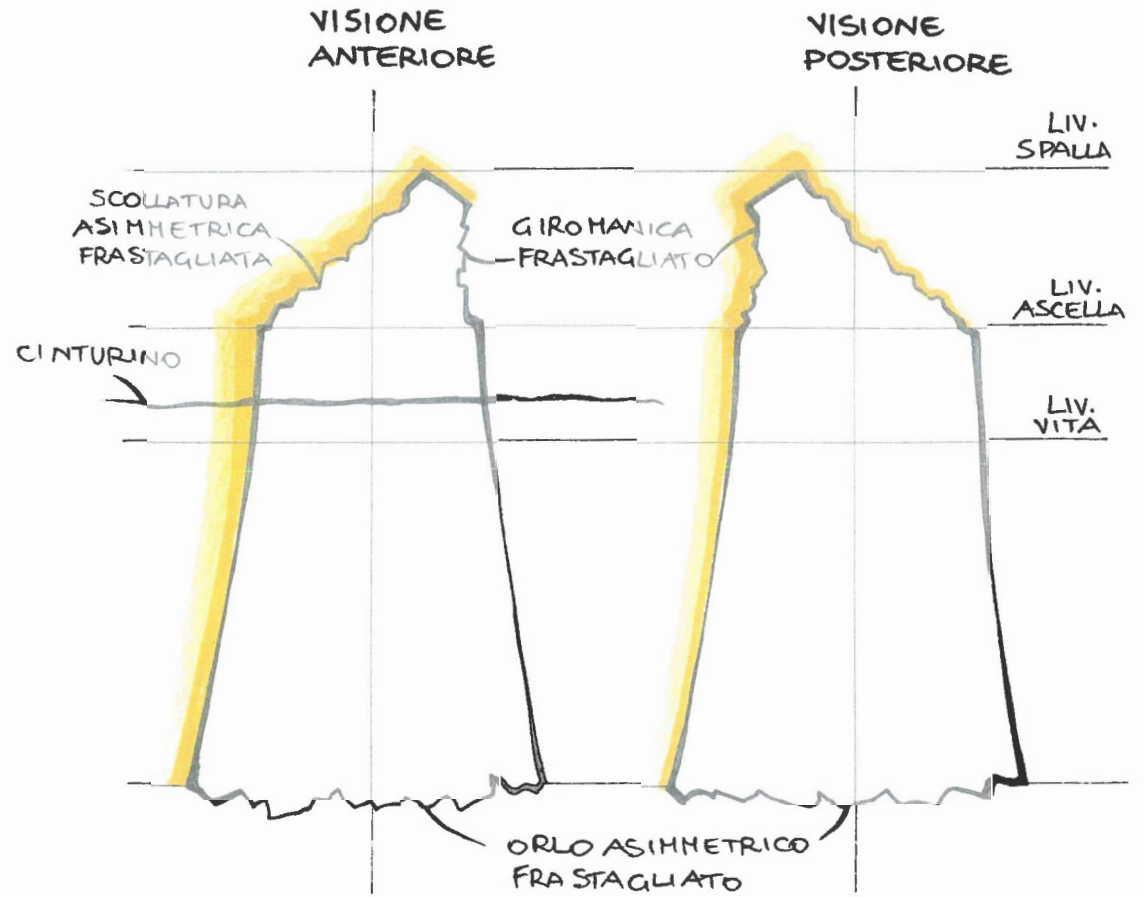 VISIONE
ANTERIORE
VISIONE
POSTERIORE
LIV.
SPALLA
SCOLLATURA
ASIMMETRICA
FRASTAGLIATA
GIROMANICA
FRASTAGLIATO
LIV.
ASCELLA
CINTURINO
LIV.
VITA
ORLO ASIMMETRICO
FRASTAGLIATO